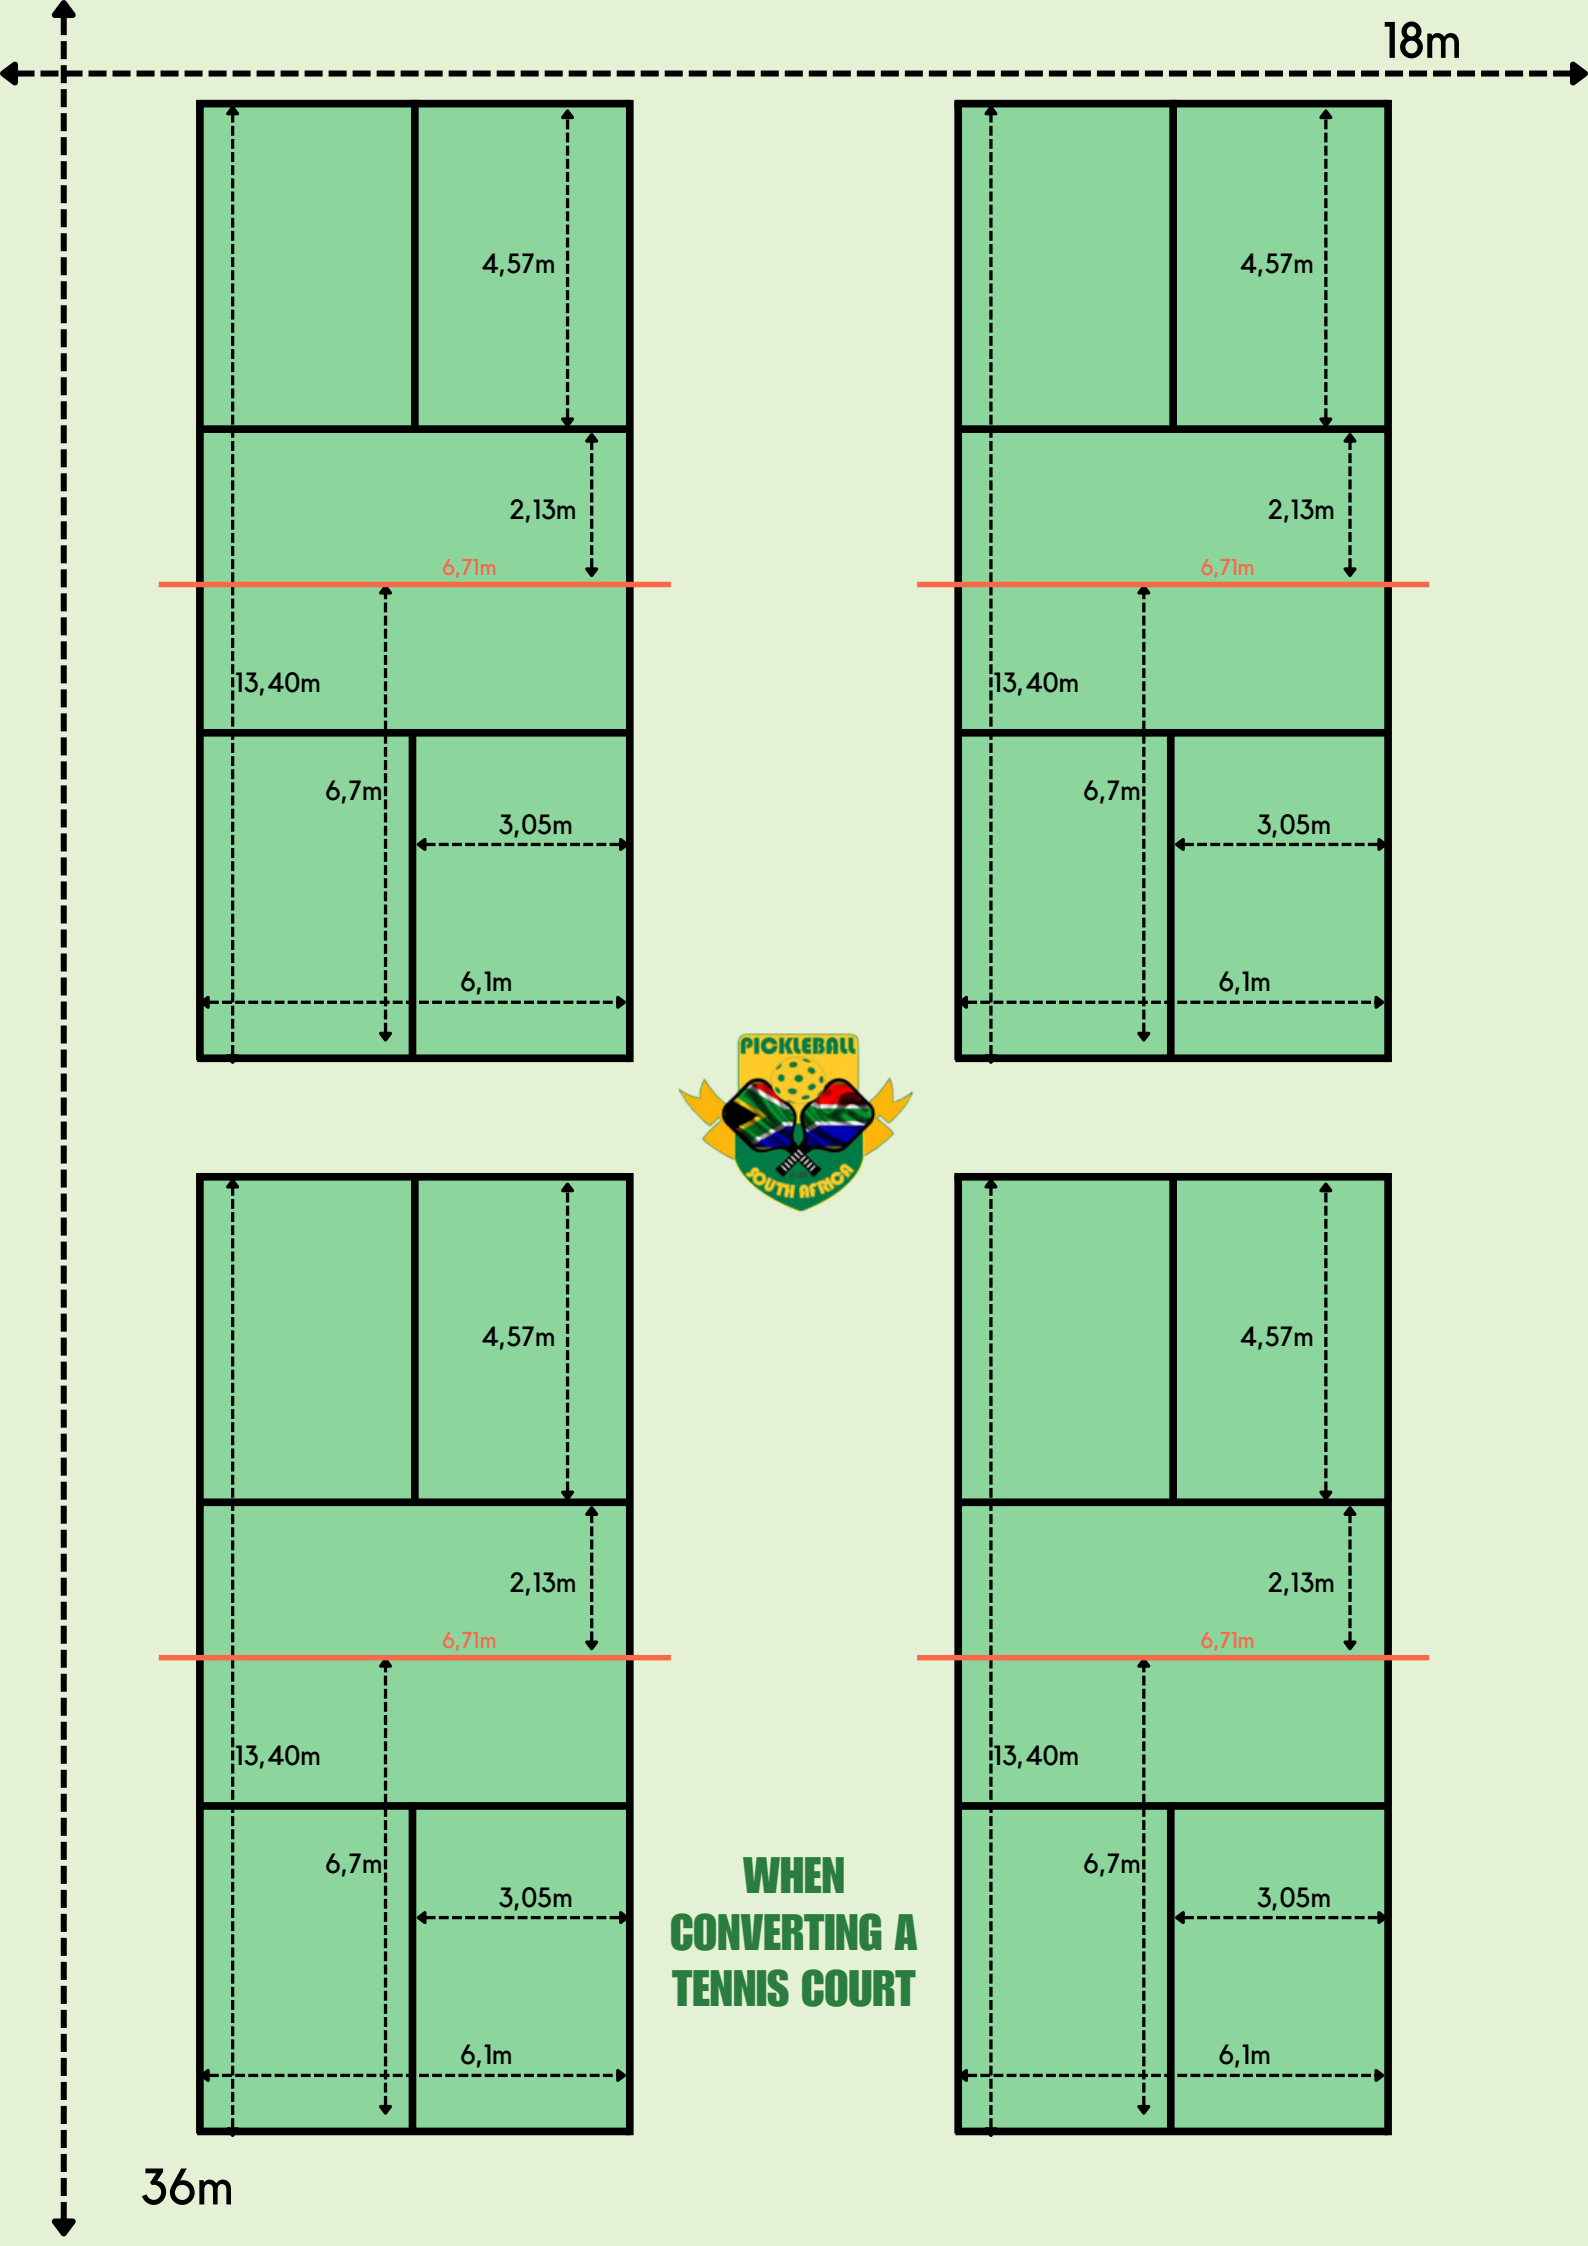 18m
4,57m
4,57m
2,13m
2,13m
6,71m
6,71m
13,40m
13,40m
6,7m
6,7m
3,05m
3,05m
6,1m
6,1m
PICKLEBALL
SOUTH AFRICA
4,57m
4,57m
2,13m
2,13m
6,71m
6,71m
13,40m
13,40m
6,7m
6,7m
3,05m
3,05m
WHEN
CONVERTING A
TENNIS COURT
6,1m
6,1m
36m